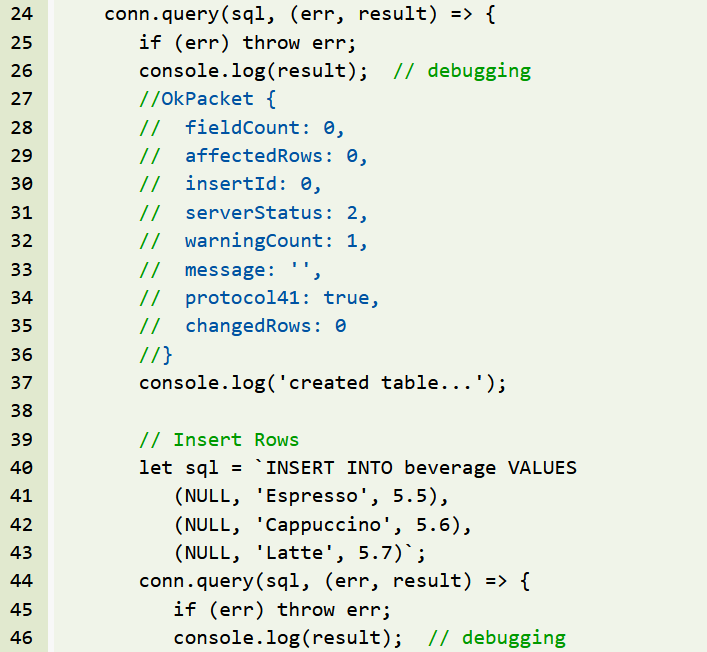 24 conn.query(sql, (err, result) => {
25 if (err) throw err;
26 console.log(result);  // debugging
27 //OkPacket {
28 //  fieldCount: 0,
29 //  affectedRows: 0,
30 //  insertId: 0,
31 //  serverStatus: 2,
32 //  warningCount: 1,
33 //  message: '',
34 //  protocol41: true,
35 //  changedRows: 0
36 //}
37 console.log('created table...');
38
39 // Insert Rows
40 let sql = `INSERT INTO beverage VALUES
41 (NULL, 'Espresso', 5.5),
42 (NULL, 'Cappuccino', 5.6),
43 (NULL, 'Latte', 5.7)`;
44 conn.query(sql, (err, result) => {
45 if (err) throw err;
46 console.log(result);  // debugging